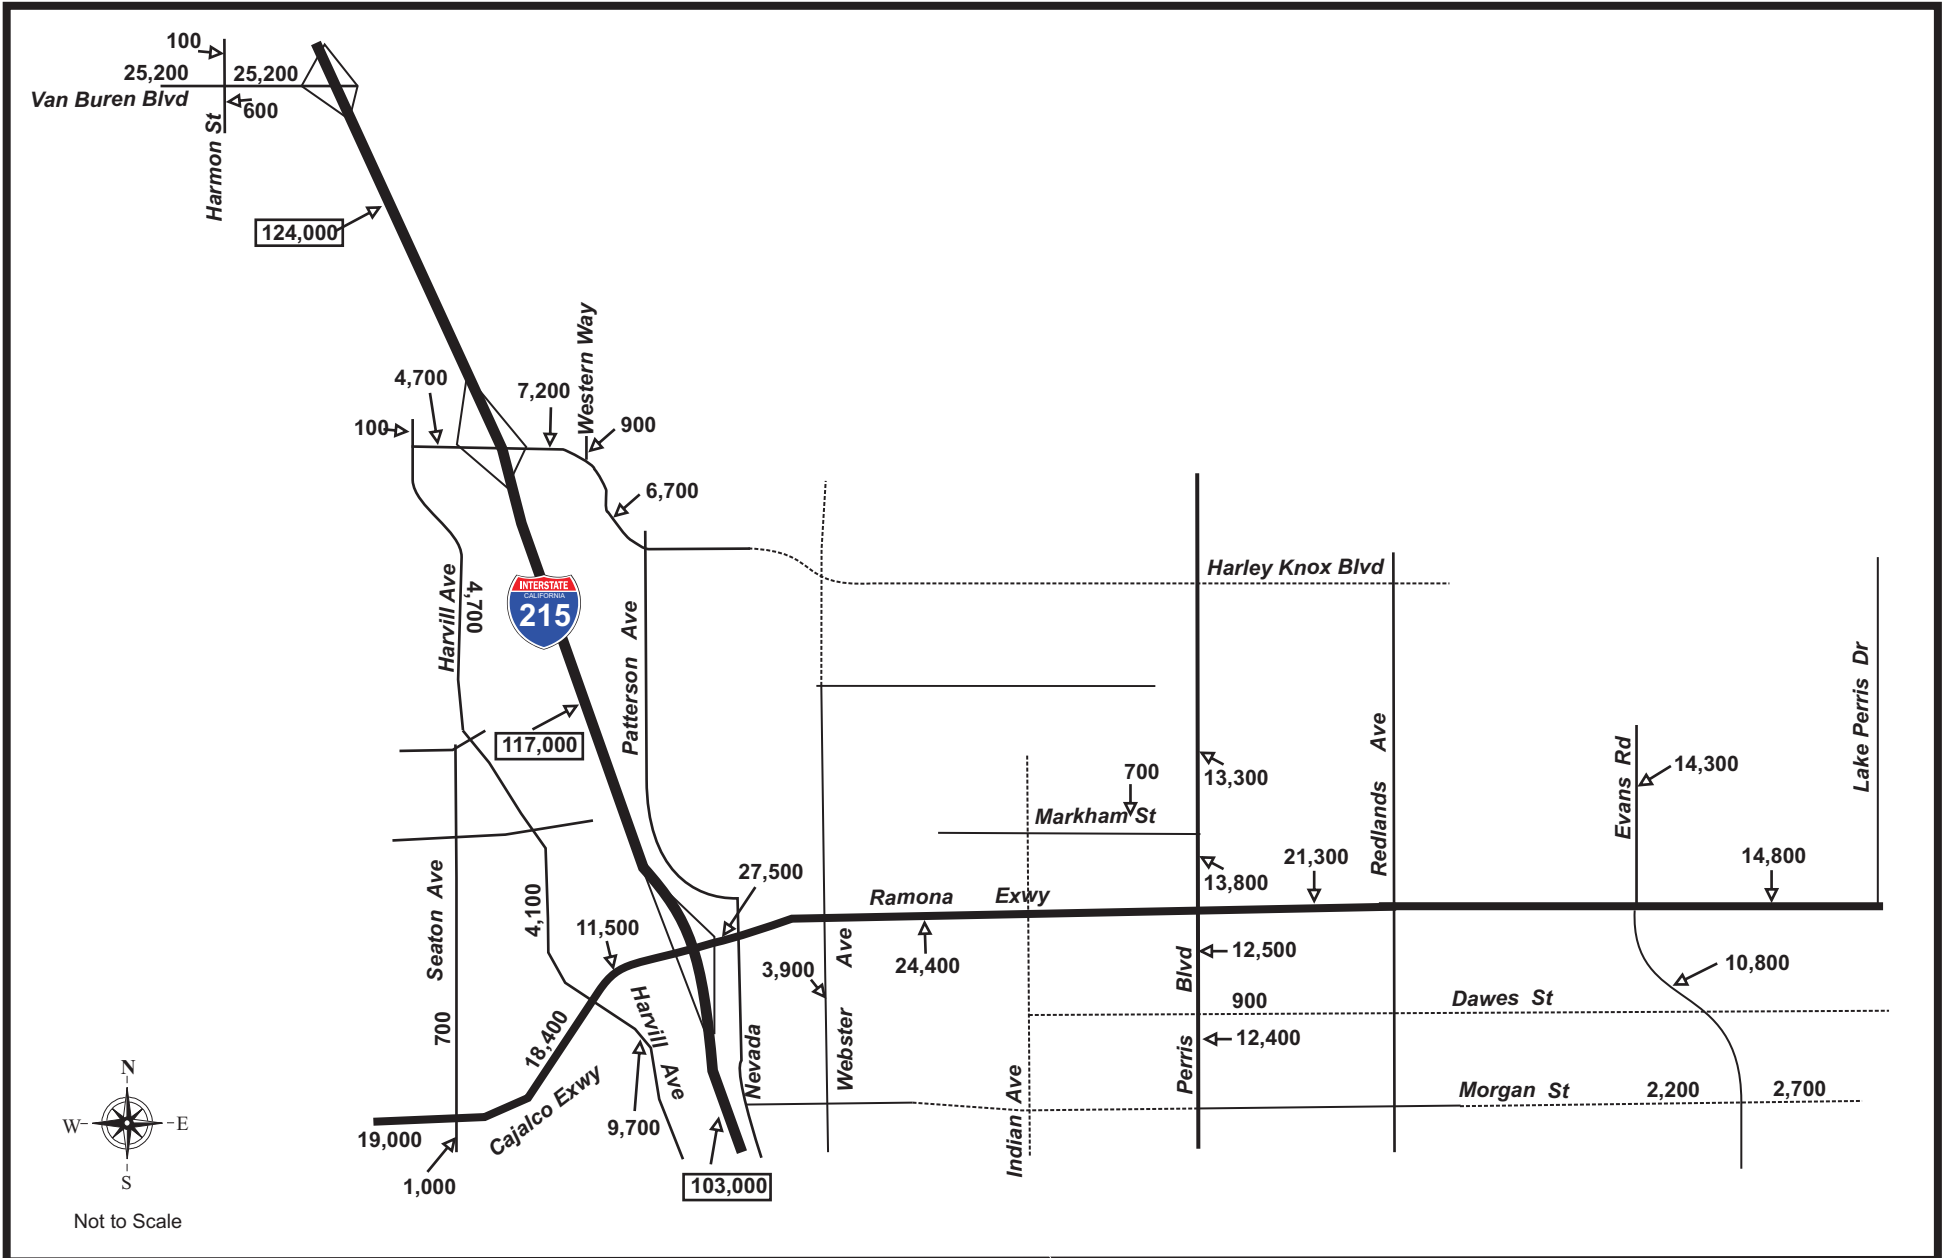 100
25,200
25,200
Van Buren Blvd
600
Harmon St
124,000
Western Way
4,700
7,200
100
900
6,700
Harley Knox Blvd
INTERSTATE
CALIFORNIA
215
Harvill Ave
4,700
Patterson Ave
117,000
Lake Perris Dr
Redlands Ave
Evans Rd
14,300
13,300
700
Markham St
21,300
14,800
13,800
27,500
Ramona Exwy
Seaton Ave
4,100
11,500
24,400
3,900
Webster Ave
Perris Blvd
12,500
10,800
900
Dawes St
12,400
700
18,400
Harvill Ave
Nevada
Indian Ave
Morgan St
2,200
2,700
Cajalco Exwy
19,000
9,700
1,000
103,000
N
W
E
S
Not to Scale